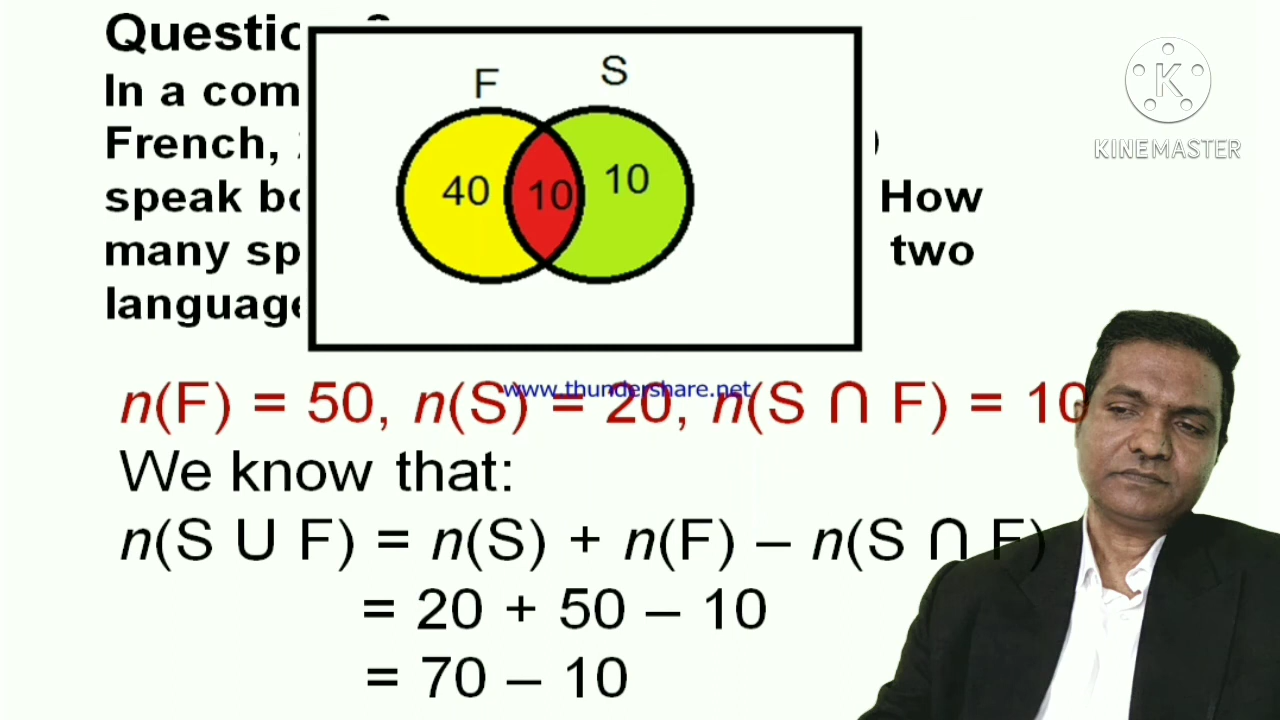 Questio
In a com
French,
speak bo How
many sp two
language
F S
40 10 10
K
KINEMASTER
www.thundershare.net
n(F) = 50, n(S) = 20, n(S ∩ F) = 10
We know that:
n(S U F) = n(S) + n(F) – n(S ∩ F)
= 20 + 50 – 10
= 70 – 10